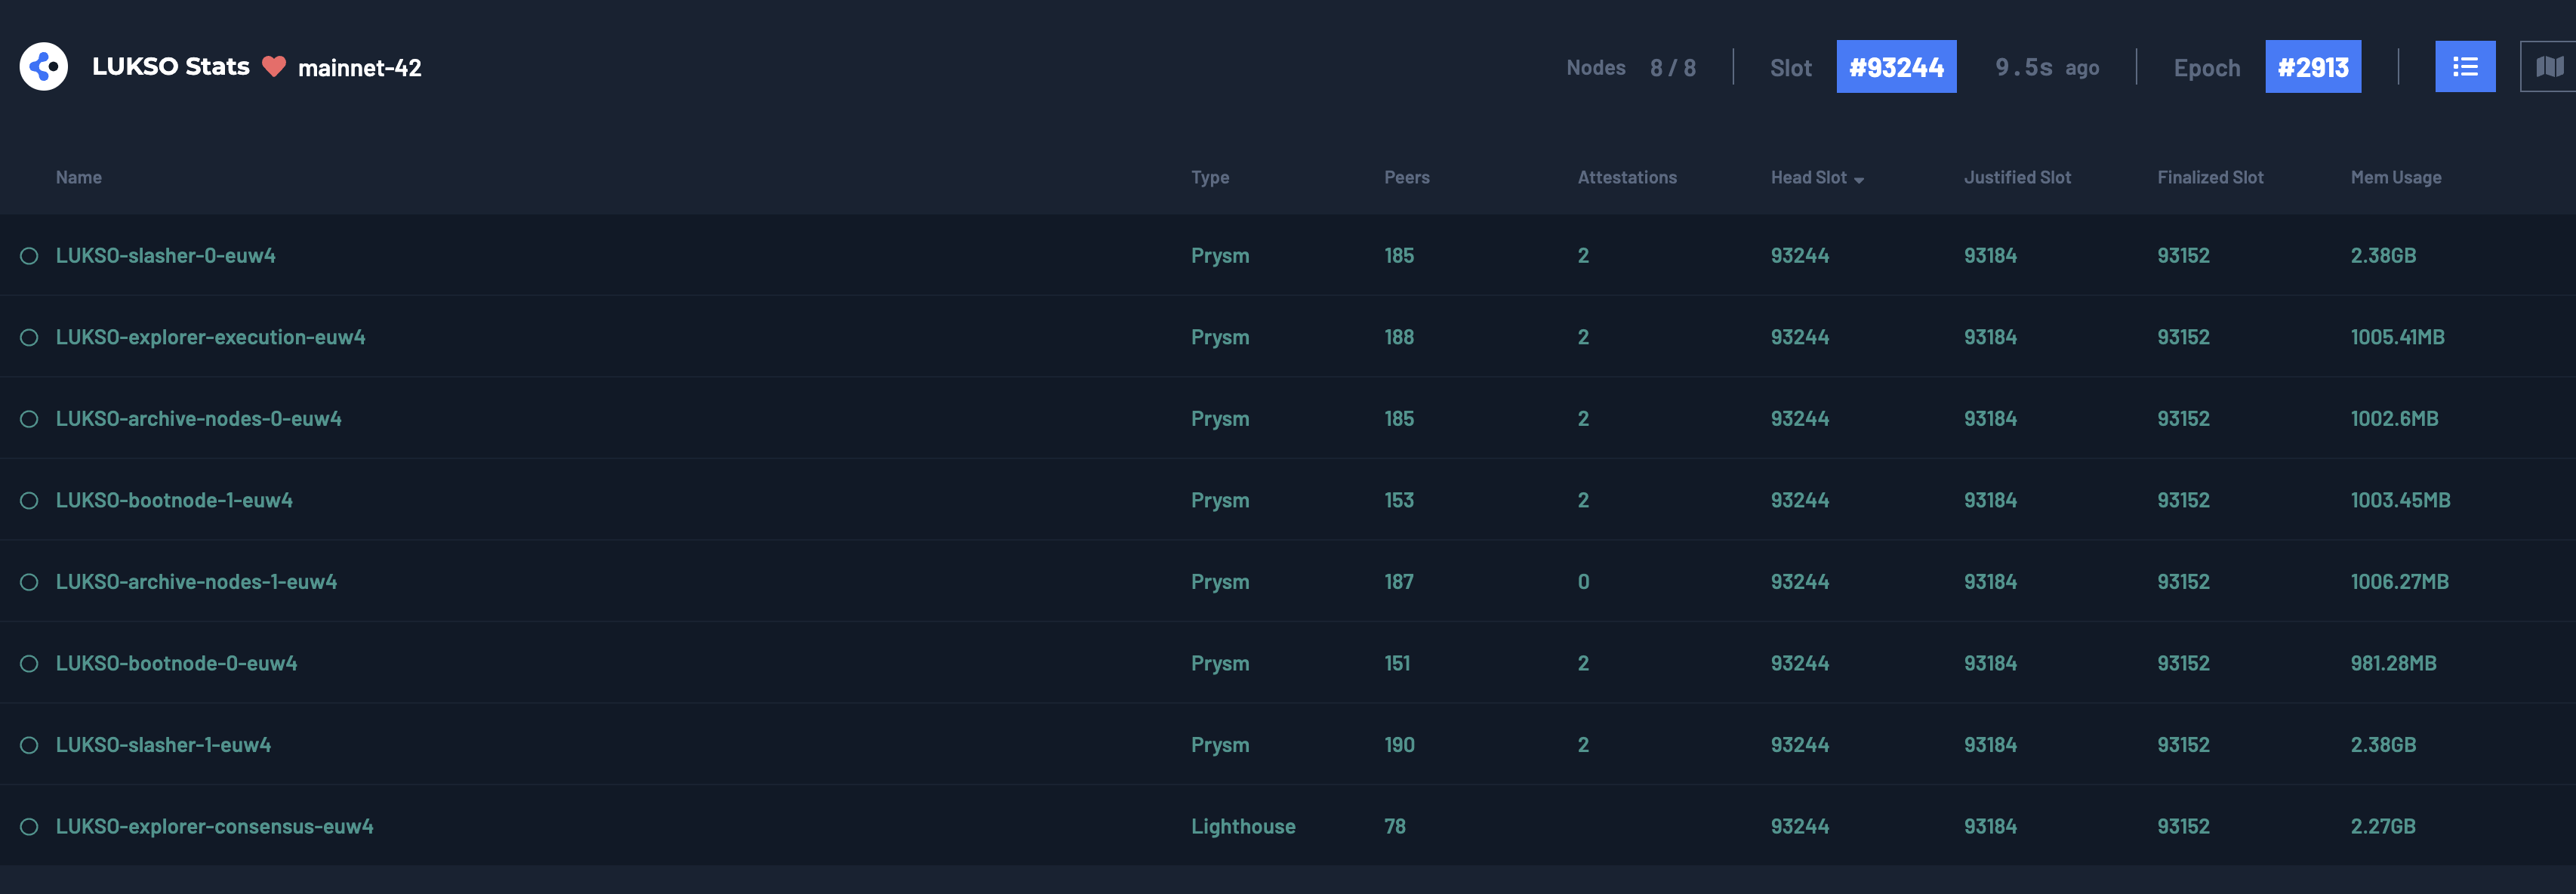 LUKSO Stats mainnet-42 Nodes 8 / 8 Slot #93244 9.5s ago Epoch #2913
Name Type Peers Attestations Head Slot Justified Slot Finalized Slot Mem Usage
LUKSO-slasher-0-euw4 Prysm 185 2 93244 93184 93152 2.38GB
LUKSO-explorer-execution-euw4 Prysm 188 2 93244 93184 93152 1005.41MB
LUKSO-archive-nodes-0-euw4 Prysm 185 2 93244 93184 93152 1002.6MB
LUKSO-bootnode-1-euw4 Prysm 153 2 93244 93184 93152 1003.45MB
LUKSO-archive-nodes-1-euw4 Prysm 187 0 93244 93184 93152 1006.27MB
LUKSO-bootnode-0-euw4 Prysm 151 2 93244 93184 93152 981.28MB
LUKSO-slasher-1-euw4 Prysm 190 2 93244 93184 93152 2.38GB
LUKSO-explorer-consensus-euw4 Lighthouse 78 93244 93184 93152 2.27GB